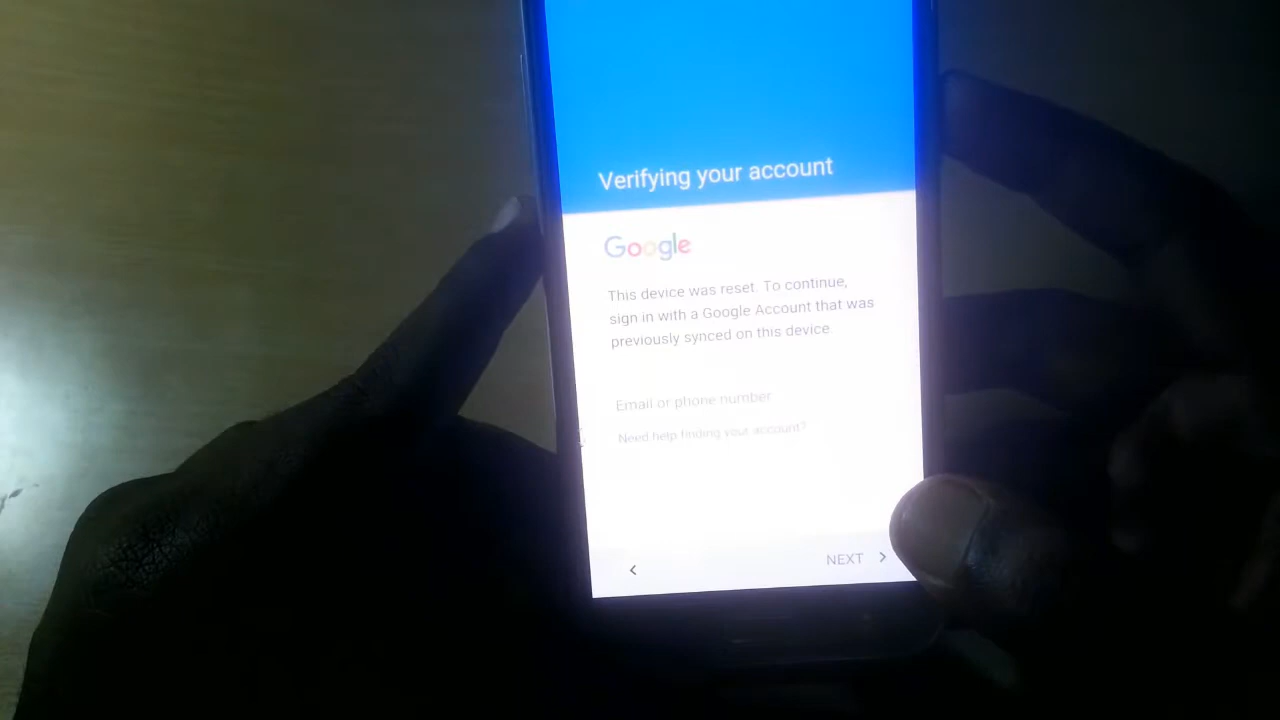 Verifying your account
Google
This device was reset. To continue,
sign in with a Google Account that was
previously synced on this device.
Email or phone number
Need help finding your account?
NEXT